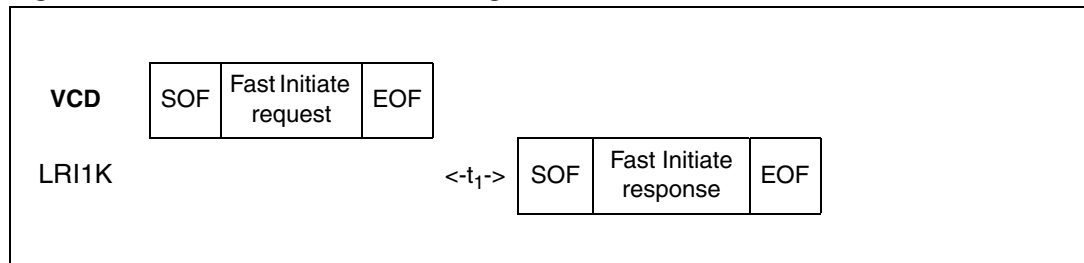 VCD SOF Fast Initiate request EOF
LRI1K <-t1-> SOF Fast Initiate response EOF